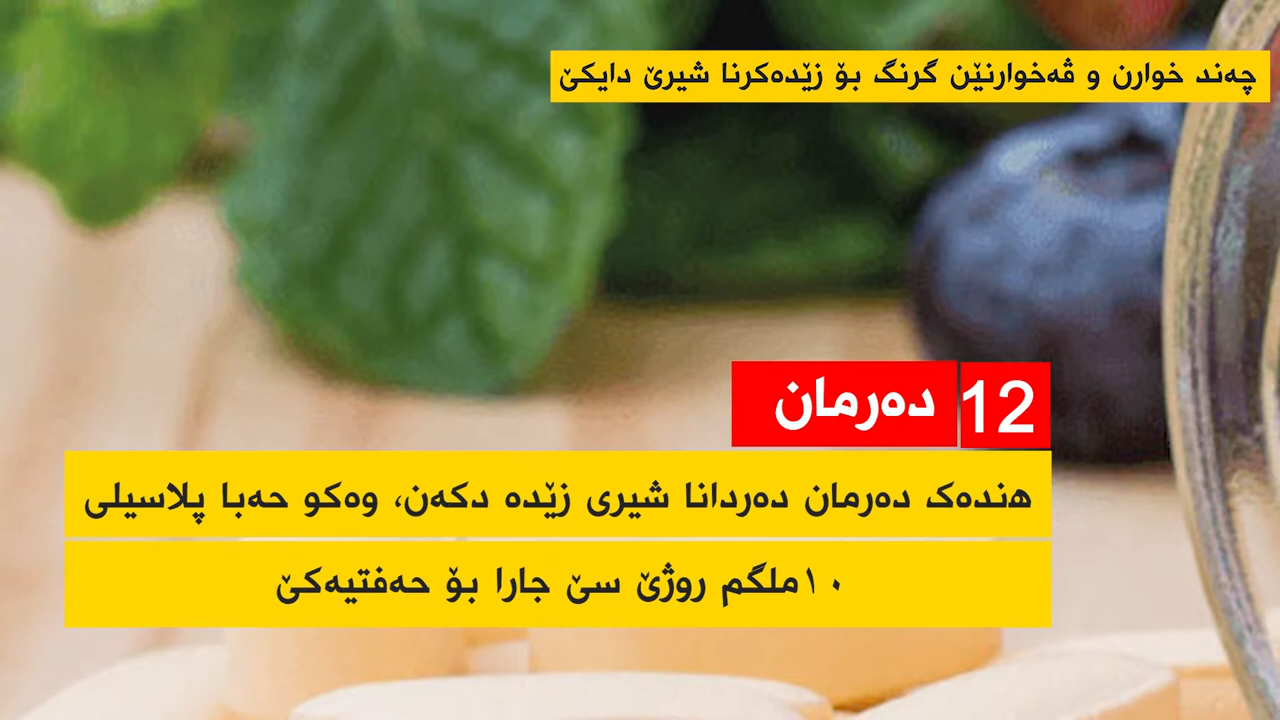 چەند خوارن و ڤەخوارنێن گرنگ بۆ زێدەکرنا شیرێ دایکێ
12 دەرمان
هندەک دەرمان دەردانا شیری زێدە دکەن، وەکو حەبا پلاسیلی
١٠ملگم روژێ سێ جارا بۆ حەفتیەکێ